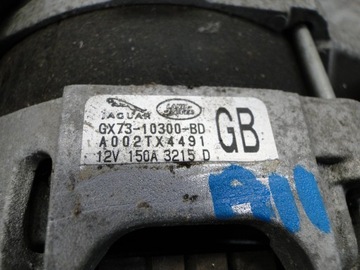 JAGUAR
GX73-10300-BD
A002TX4491
12V 150A 3215 D
GB